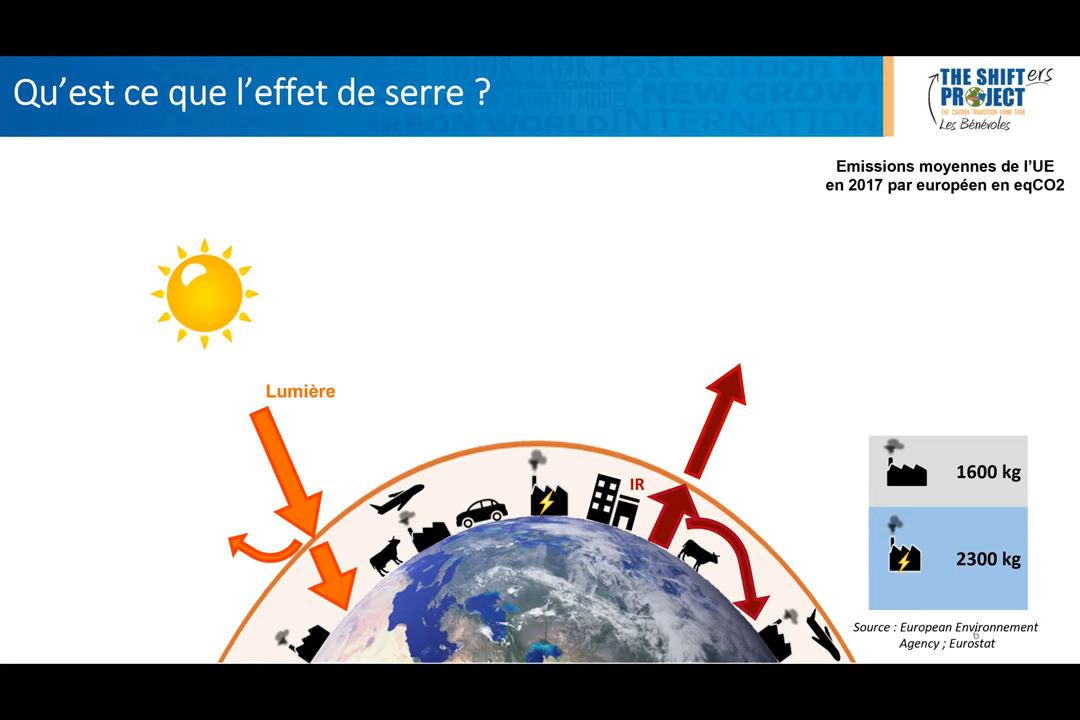 Qu’est ce que l’effet de serre ?
THE SHIFTers
PROJECT
THE CARBON TRANSITION THINK TANK
Les Bénévoles
Emissions moyennes de l’UE
en 2017 par européen en eqCO2
Lumière
IR
1600 kg
2300 kg
Source : European Environnement
Agency ; Eurostat
6